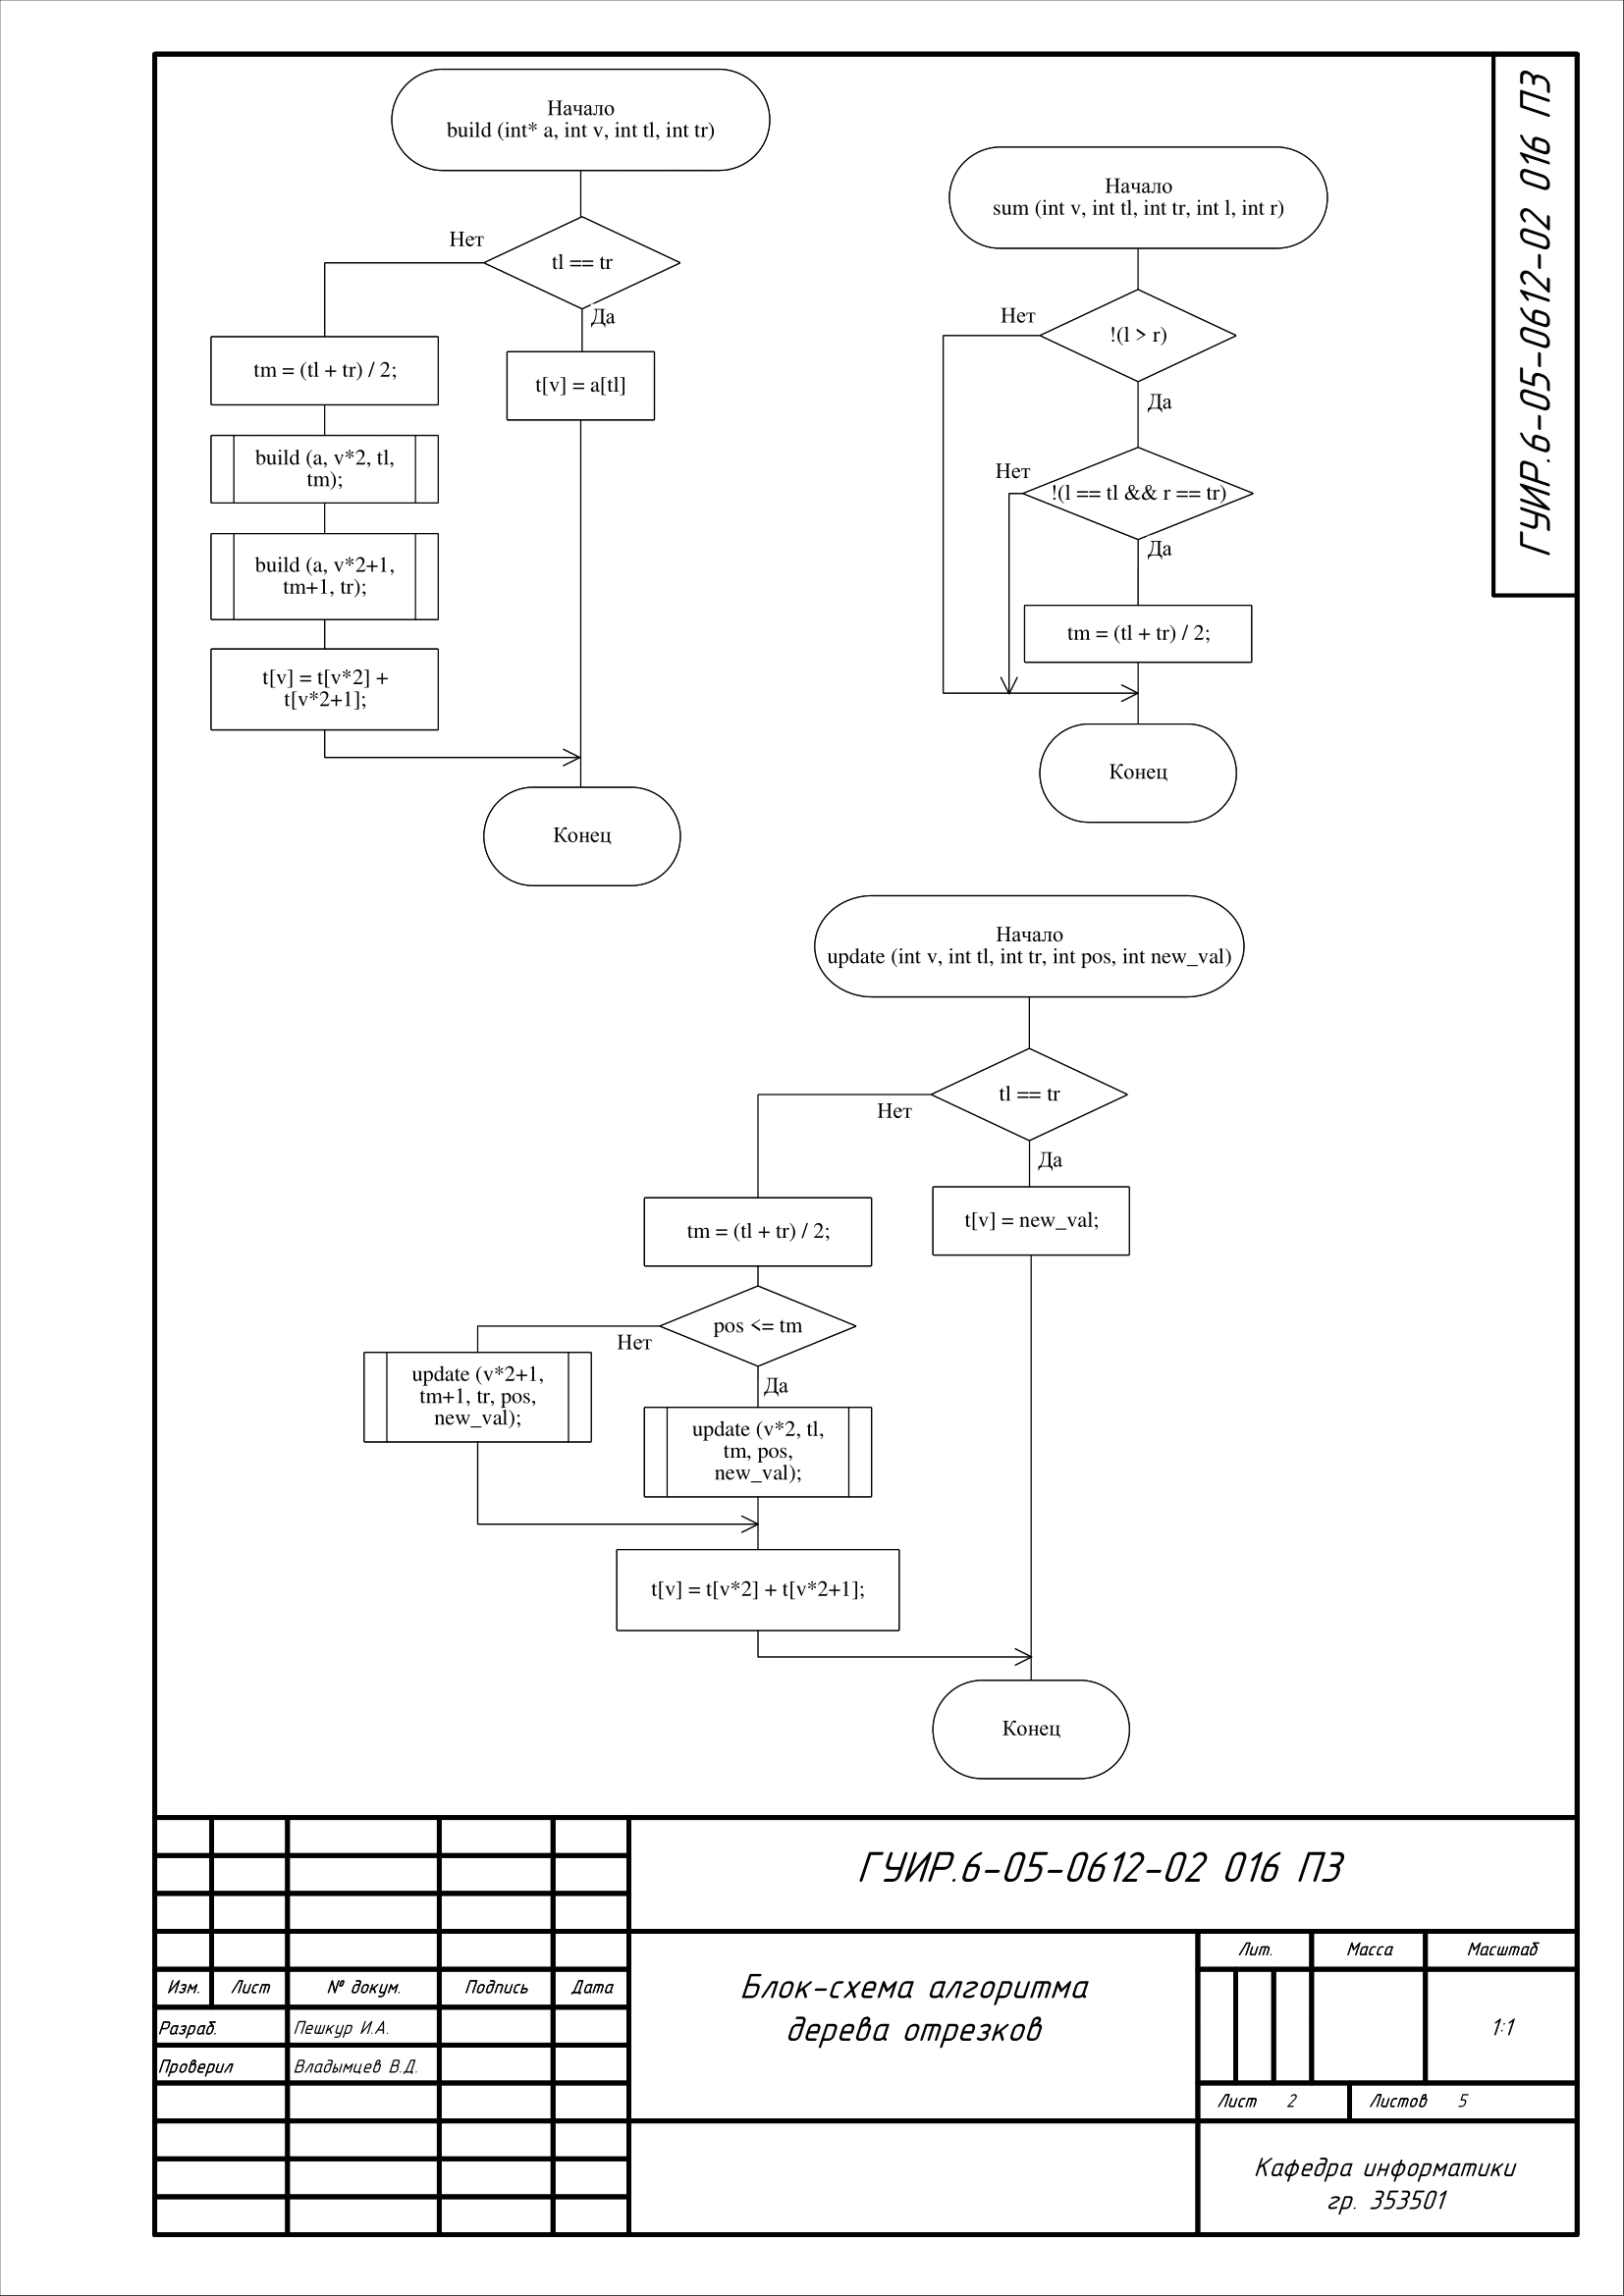 ГУИР.6-05-0612-02 016 ПЗ
Начало
build (int* a, int v, int tl, int tr)
tl == tr
Нет
Да
tm = (tl + tr) / 2;
t[v] = a[tl]
build (a, v*2, tl,
tm);
build (a, v*2+1,
tm+1, tr);
t[v] = t[v*2] +
t[v*2+1];
Конец
Начало
sum (int v, int tl, int tr, int l, int r)
Нет
!(l > r)
Да
Нет
!(l == tl && r == tr)
Да
tm = (tl + tr) / 2;
Конец
Начало
update (int v, int tl, int tr, int pos, int new_val)
tl == tr
Нет
Да
tm = (tl + tr) / 2;
t[v] = new_val;
pos <= tm
Нет
Да
update (v*2+1,
tm+1, tr, pos,
new_val);
update (v*2, tl,
tm, pos,
new_val);
t[v] = t[v*2] + t[v*2+1];
Конец
ГУИР.6-05-0612-02 016 ПЗ
Изм. Лист № докум. Подпись Дата
Разраб. Пешкур И.А.
Проверил Владымцев В.Д.
Блок-схема алгоритма
дерева отрезков
Лит. Масса Масштаб
1:1
Лист 2 Листов 5
Кафедра информатики
гр. 353501